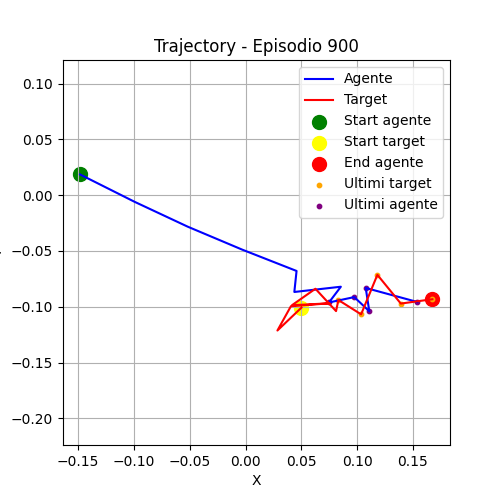 Trajectory - Episodio 900
Agente
Target
Start agente
Start target
End agente
Ultimi target
Ultimi agente
0.10
0.05
0.00
−0.05
−0.10
−0.15
−0.20
−0.15
−0.10
−0.05
0.00
0.05
0.10
0.15
X